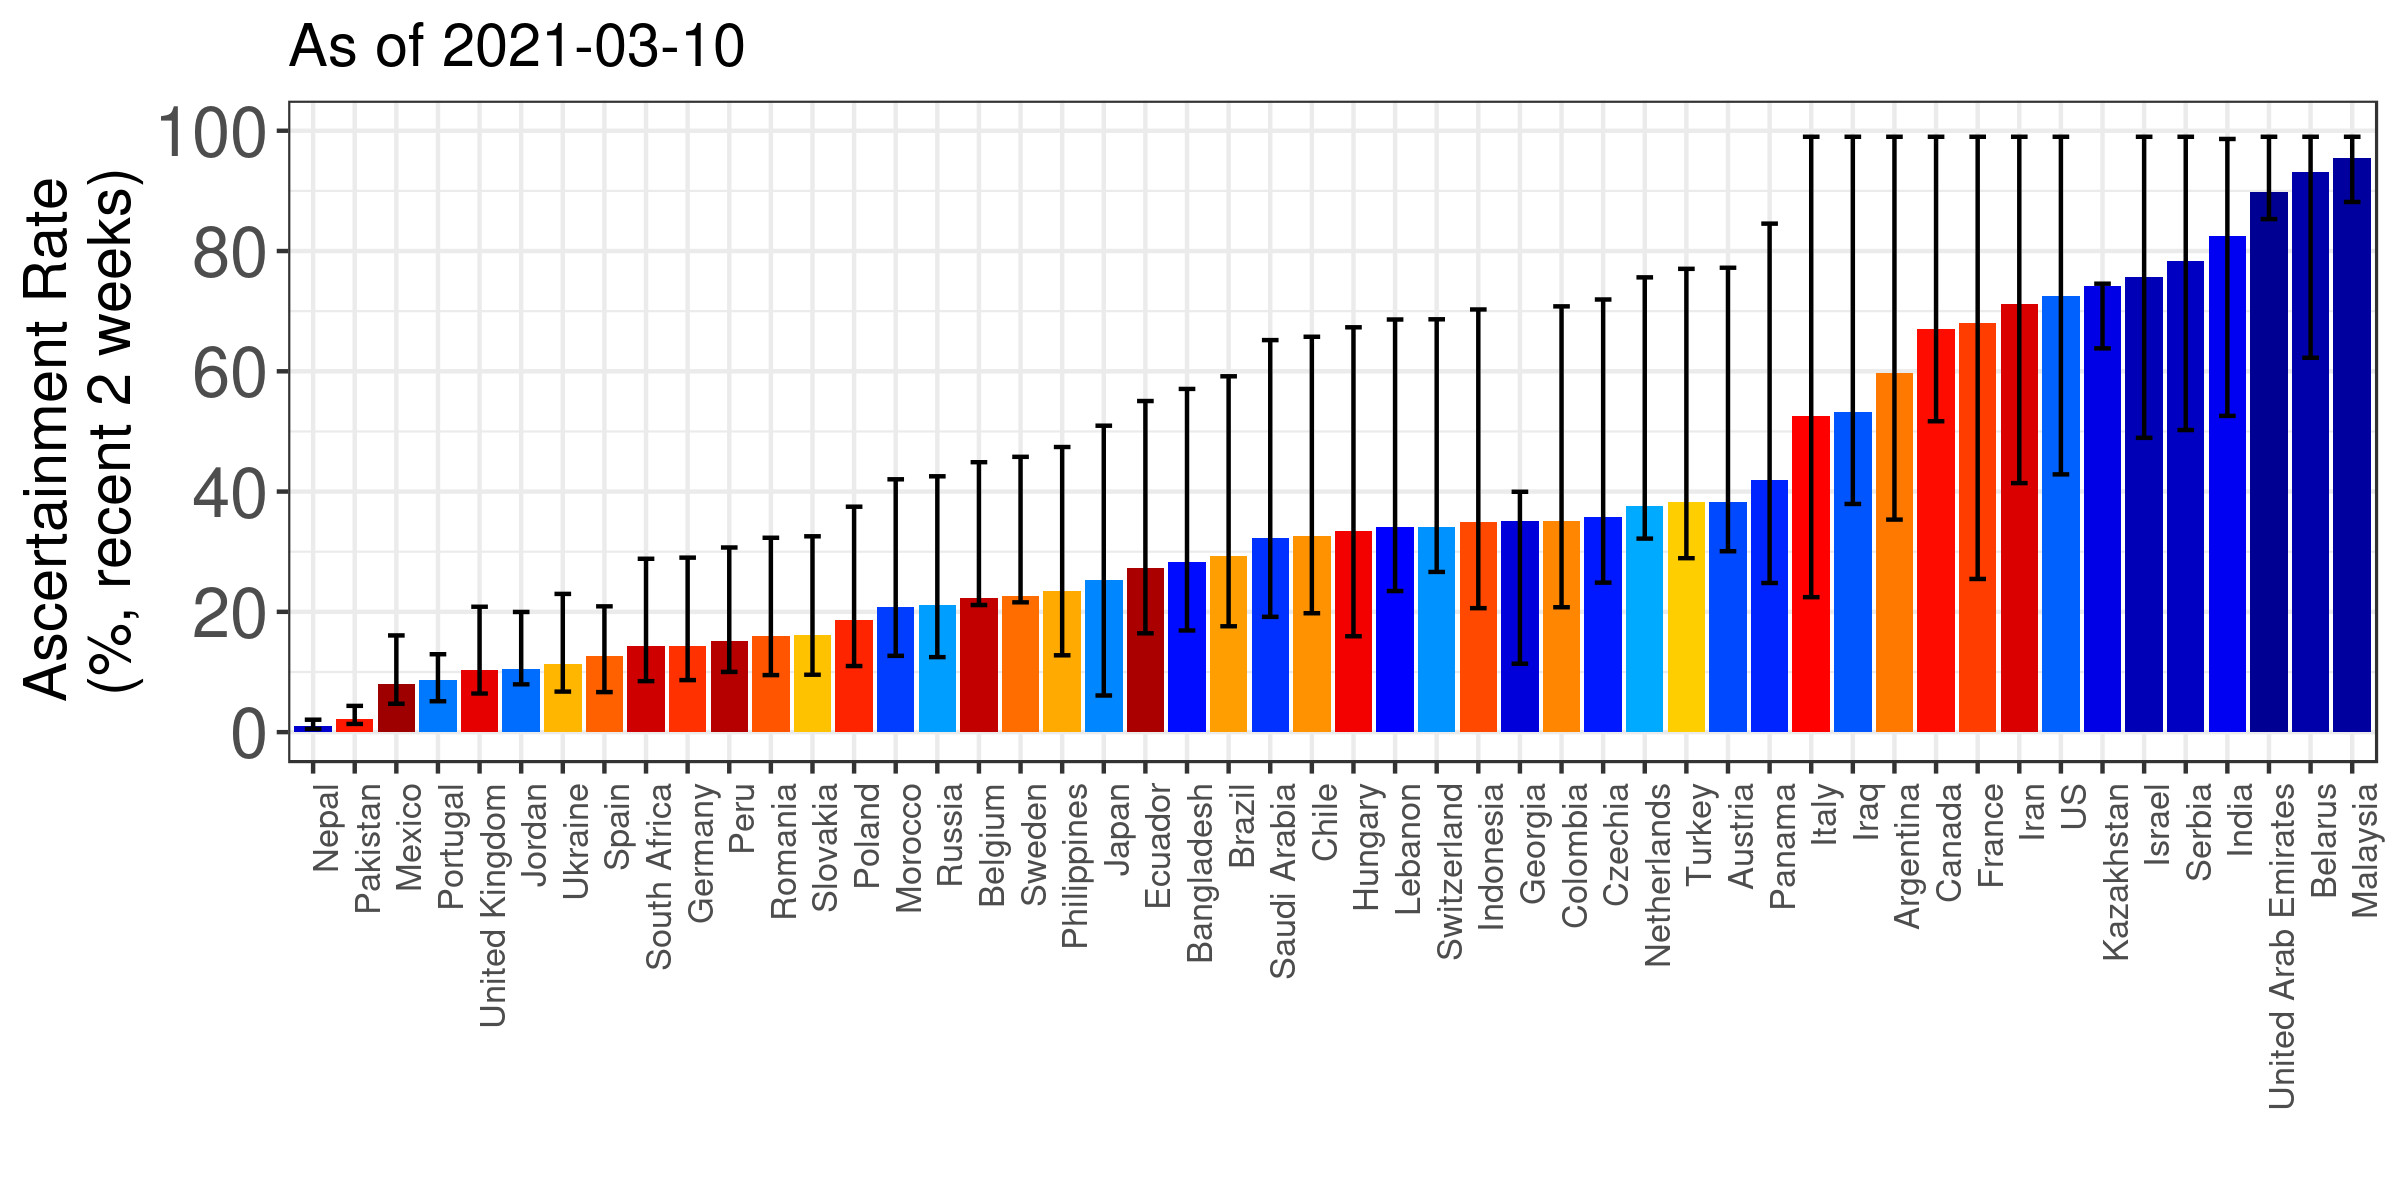 As of 2021-03-10
Ascertainment Rate
(%, recent 2 weeks)
100
80
60
40
20
0
Nepal
Pakistan
Mexico
Portugal
United Kingdom
Jordan
Ukraine
Spain
South Africa
Germany
Peru
Romania
Slovakia
Poland
Morocco
Russia
Belgium
Sweden
Philippines
Japan
Ecuador
Bangladesh
Brazil
Saudi Arabia
Chile
Hungary
Lebanon
Switzerland
Indonesia
Georgia
Colombia
Czechia
Netherlands
Turkey
Austria
Panama
Italy
Iraq
Argentina
Canada
France
Iran
US
Kazakhstan
Israel
Serbia
India
United Arab Emirates
Belarus
Malaysia